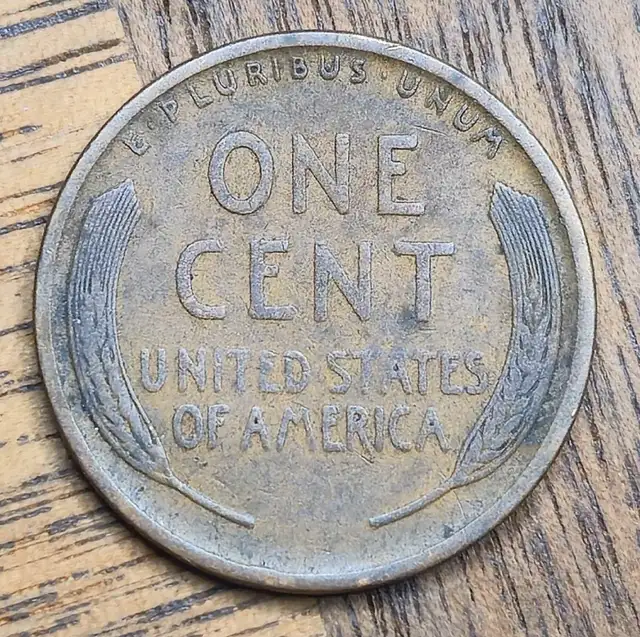 E · PLURIBUS · UNUM
ONE
CENT
UNITED STATES
OF AMERICA